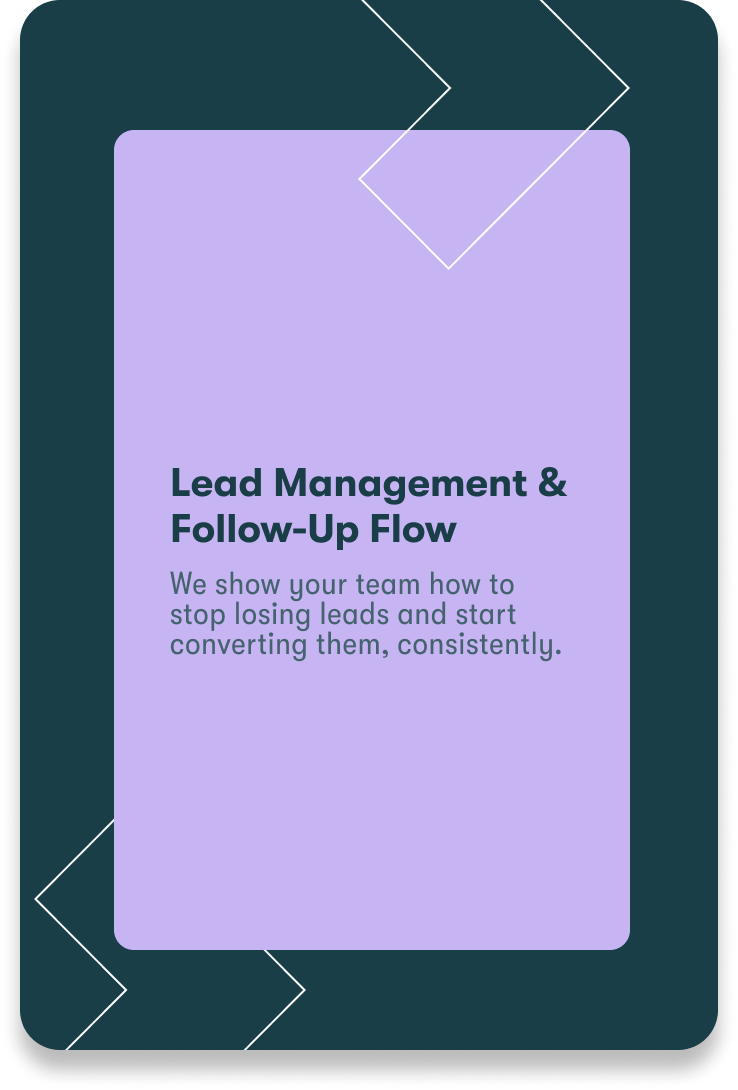 Lead Management &
Follow-Up Flow
We show your team how to
stop losing leads and start
converting them, consistently.